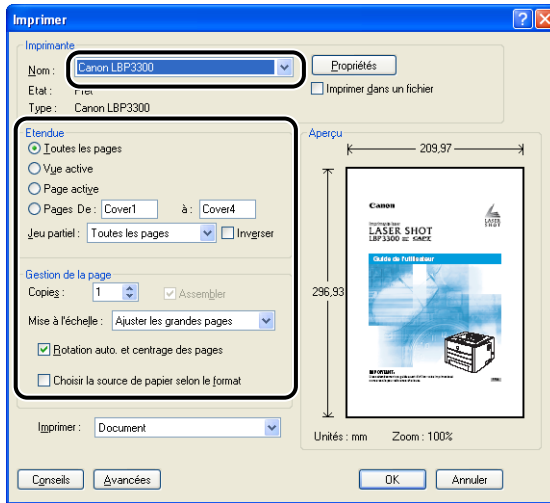 Imprimer
Imprimante
Nom : Canon LBP3300 Propriétés
Etat : Prêt Imprimer dans un fichier
Type : Canon LBP3300
Etendue
Toutes les pages
Vue active
Page active
Pages De : Cover1 à : Cover4
Jeu partiel : Toutes les pages Inverser
Gestion de la page
Copies : 1 Assembler
Mise à l'échelle : Ajuster les grandes pages
Rotation auto. et centrage des pages
Choisir la source de papier selon le format
Imprimer : Document
Aperçu
209,97
296,93
Canon
LASER SHOT
LBP3300
Guide de l'utilisateur
IMPORTANT:
Unités : mm Zoom : 100%
Conseils Avancées OK Annuler